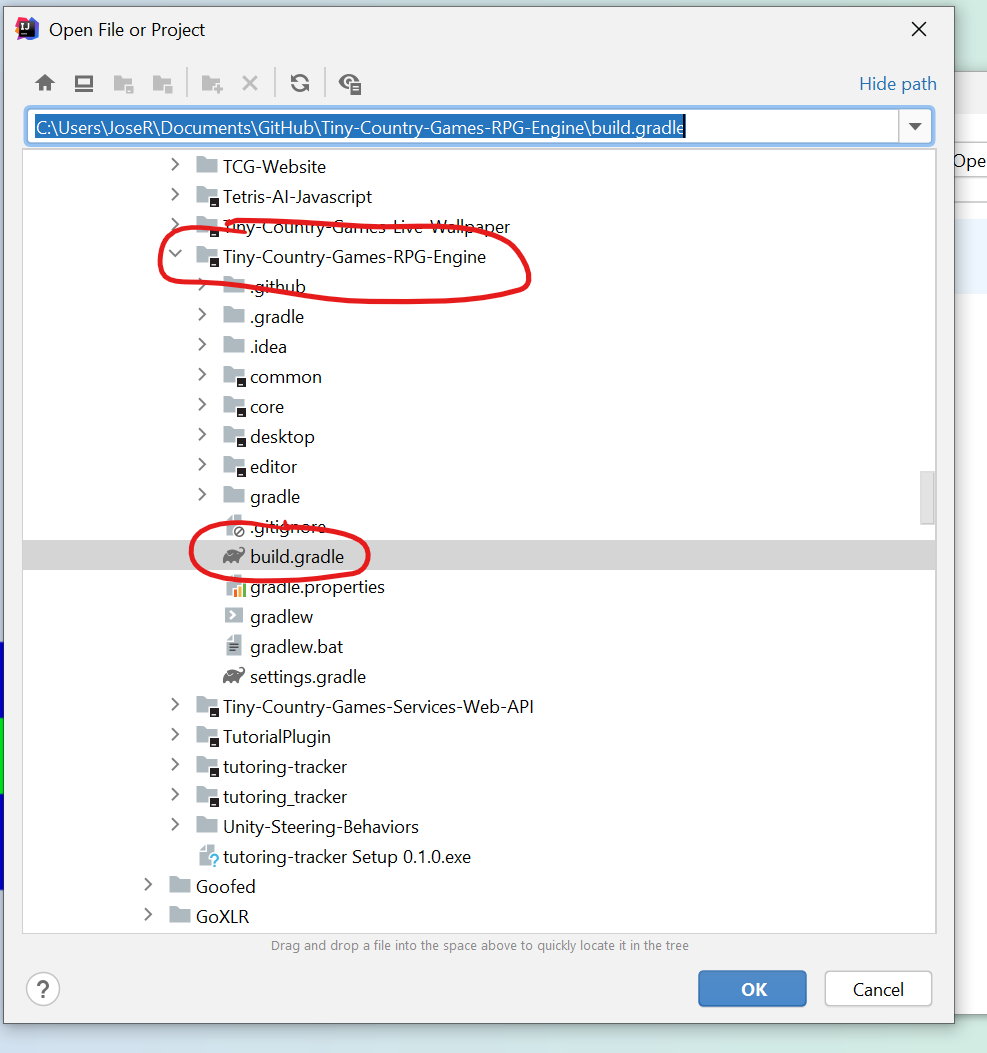 Open File or Project
Hide path
C:\Users\JoseR\Documents\GitHub\Tiny-Country-Games-RPG-Engine\build.gradle
Ope
TCG-Website
Tetris-AI-Javascript
Tiny-Country-Games-Live-Wallpaper
Tiny-Country-Games-RPG-Engine
.github
.gradle
.idea
common
core
desktop
editor
gradle
.gitignore
build.gradle
gradle.properties
gradlew
gradlew.bat
settings.gradle
Tiny-Country-Games-Services-Web-API
TutorialPlugin
tutoring-tracker
tutoring_tracker
Unity-Steering-Behaviors
tutoring-tracker Setup 0.1.0.exe
Goofed
GoXLR
Drag and drop a file into the space above to quickly locate it in the tree
?
OK
Cancel